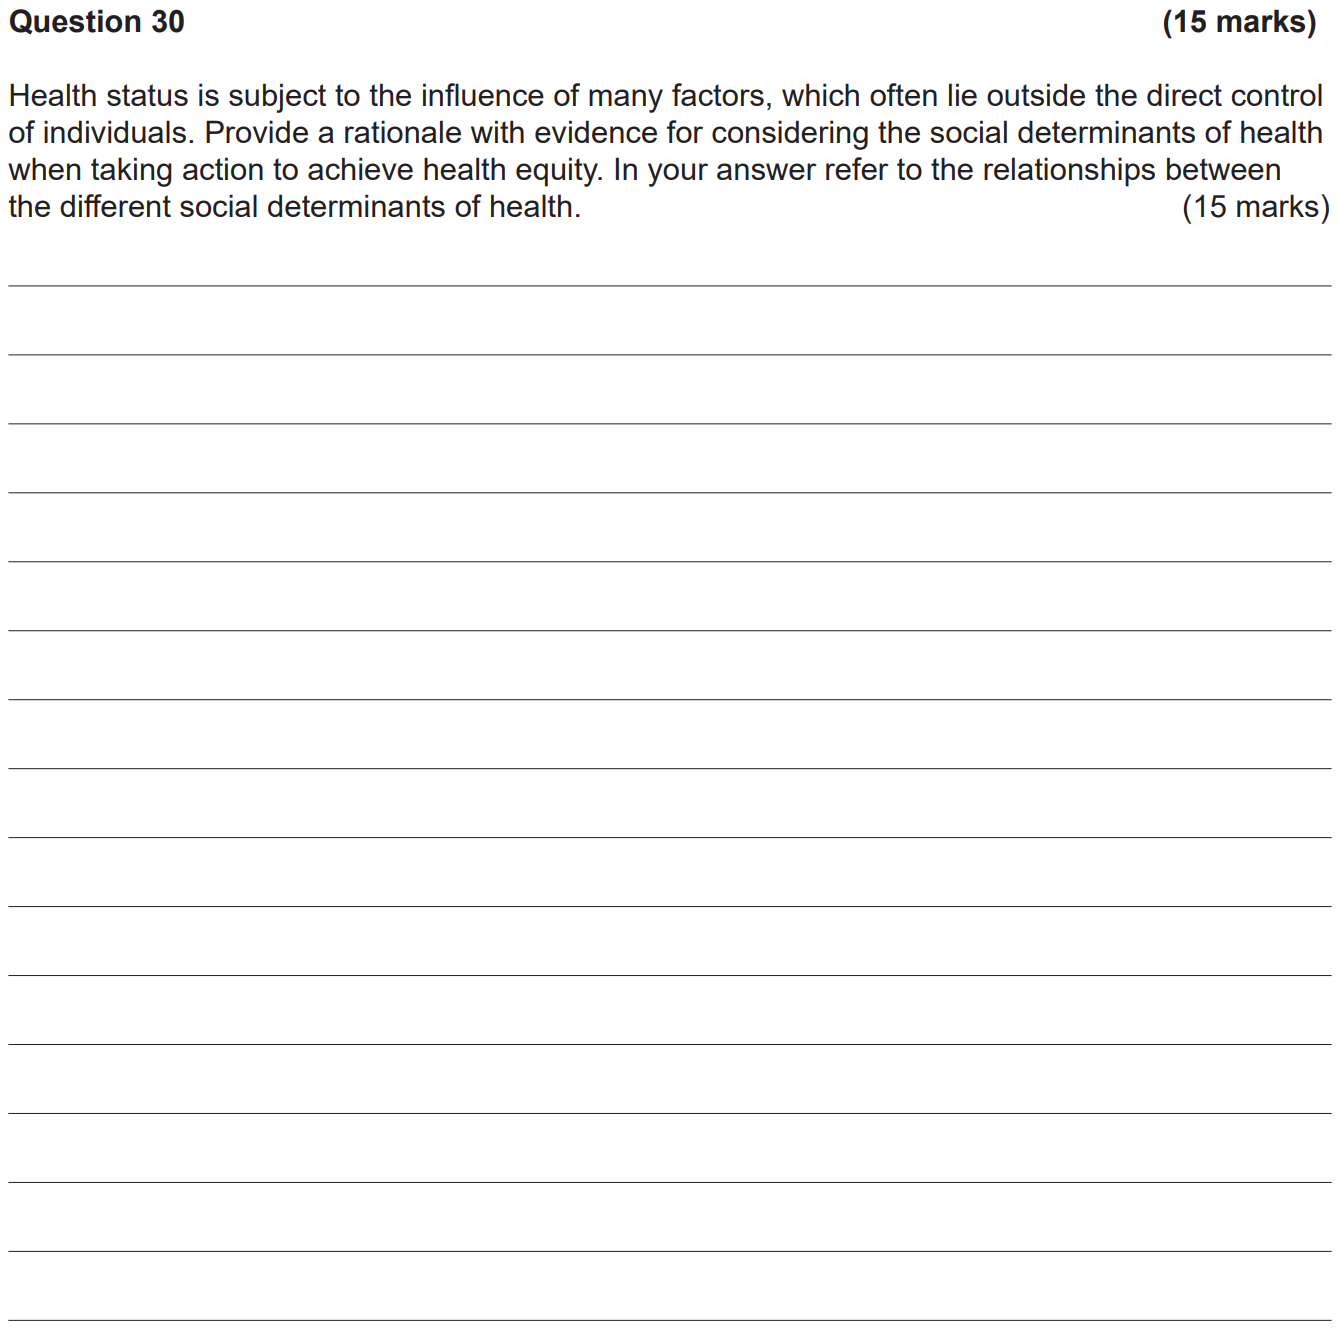 Question 30 (15 marks)
Health status is subject to the influence of many factors, which often lie outside the direct control
of individuals. Provide a rationale with evidence for considering the social determinants of health
when taking action to achieve health equity. In your answer refer to the relationships between
the different social determinants of health. (15 marks)